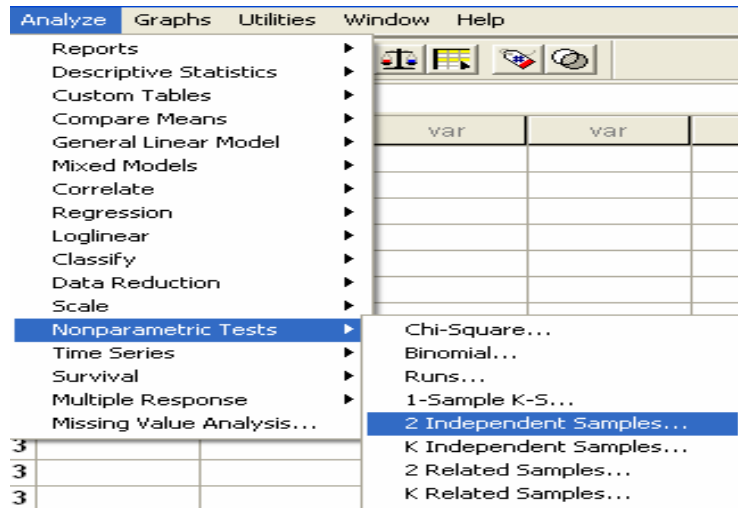 Analyze Graphs Utilities Window Help
Reports
Descriptive Statistics
Custom Tables
Compare Means
General Linear Model
Mixed Models
Correlate
Regression
Loglinear
Classify
Data Reduction
Scale
Nonparametric Tests
Time Series
Survival
Multiple Response
Missing Value Analysis...
var var
Chi-Square...
Binomial...
Runs...
1-Sample K-S...
2 Independent Samples...
K Independent Samples...
2 Related Samples...
K Related Samples...
3
3
3